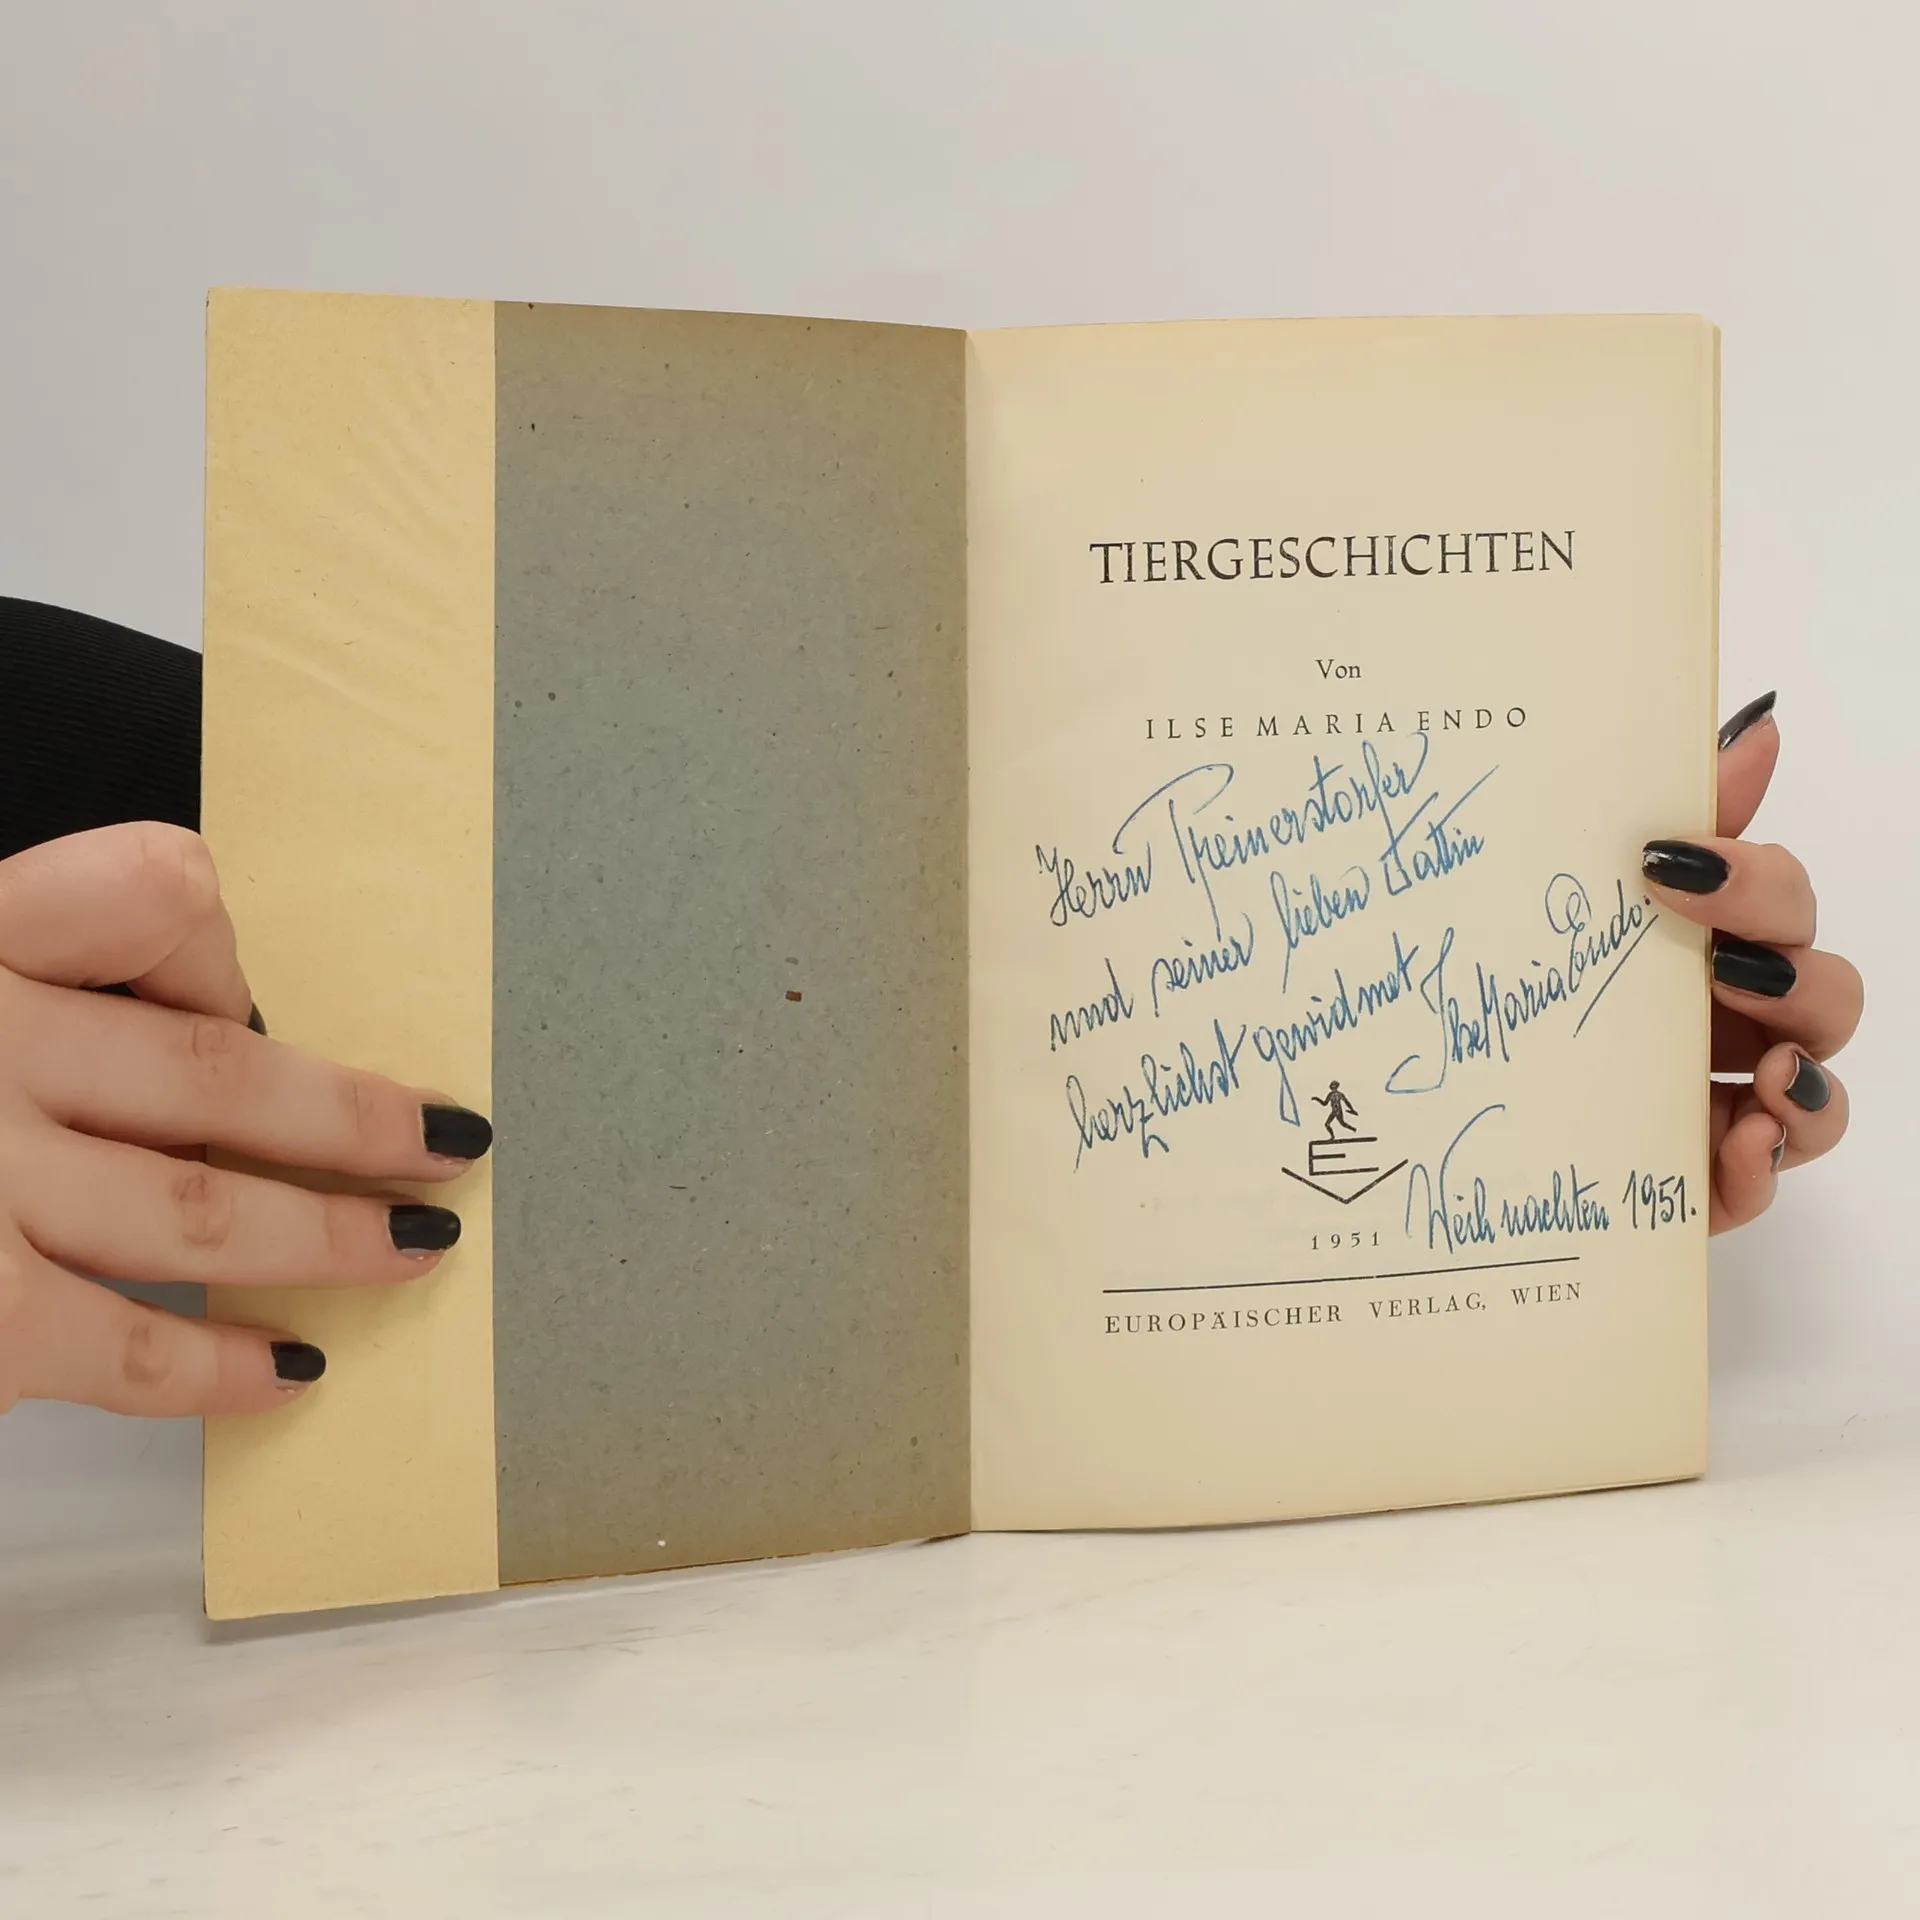 TIERGESCHICHTEN
Von
ILSE MARIA ENDO
Herrn
und seiner lieben Gattin
herzlichst gewidmet Ilse Maria Endo.
E
Weihnachten 1951.
1951
EUROPÄISCHER VERLAG, WIEN